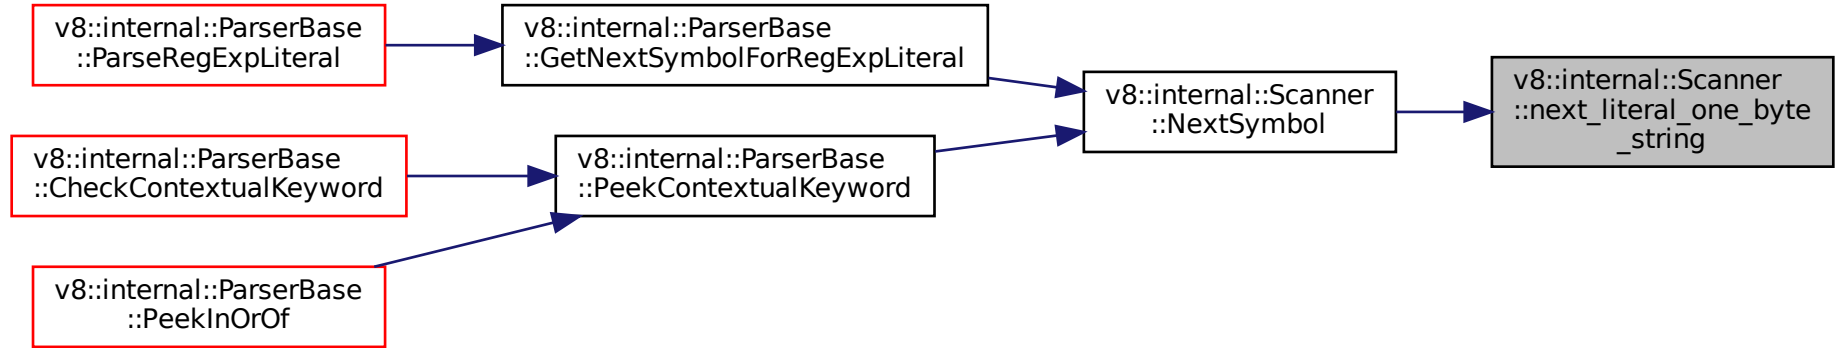 v8::internal::ParserBase
::ParseRegExpLiteral
v8::internal::ParserBase
::GetNextSymbolForRegExpLiteral
v8::internal::Scanner
::NextSymbol
v8::internal::Scanner
::next_literal_one_byte
_string
v8::internal::ParserBase
::CheckContextualKeyword
v8::internal::ParserBase
::PeekContextualKeyword
v8::internal::ParserBase
::PeekInOrOf